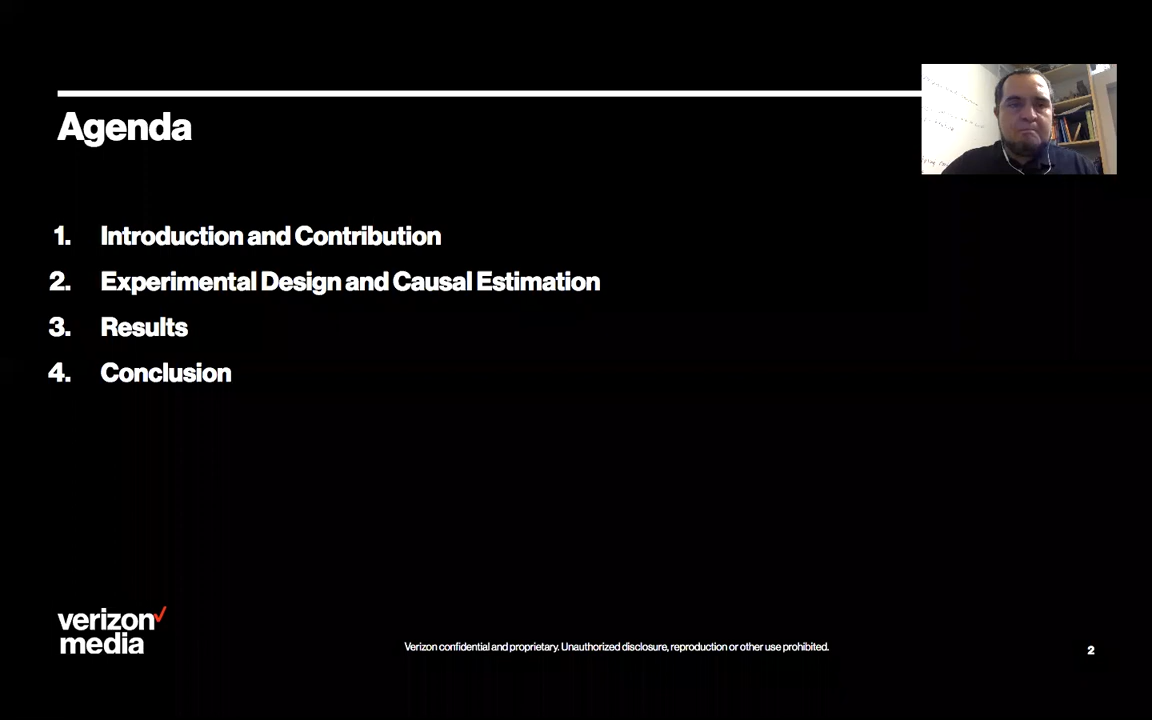 Agenda
1. Introduction and Contribution
2. Experimental Design and Causal Estimation
3. Results
4. Conclusion
verizon✓
media
Verizon confidential and proprietary. Unauthorized disclosure, reproduction or other use prohibited.
2